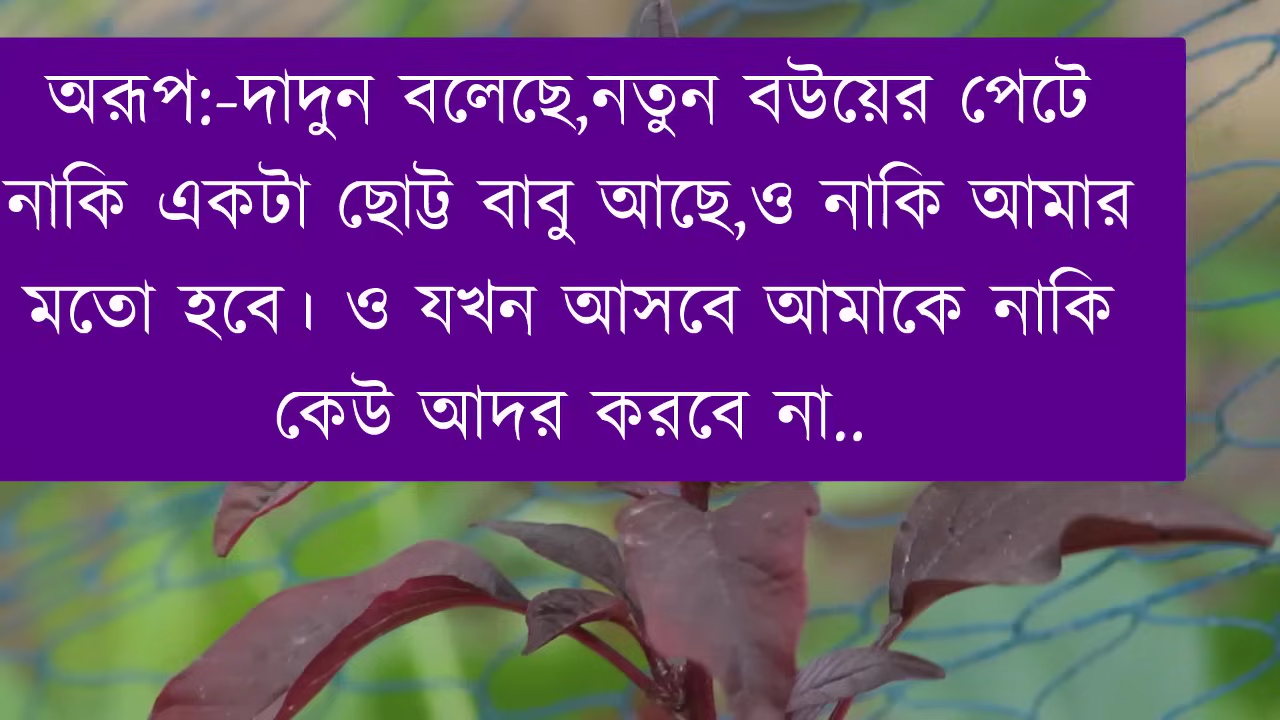 অরূপ:-দাদুন বলেছে,নতুন বউয়ের পেটে
নাকি একটা ছোট্ট বাবু আছে,ও নাকি আমার
মতো হবে। ও যখন আসবে আমাকে নাকি
কেউ আদর করবে না..